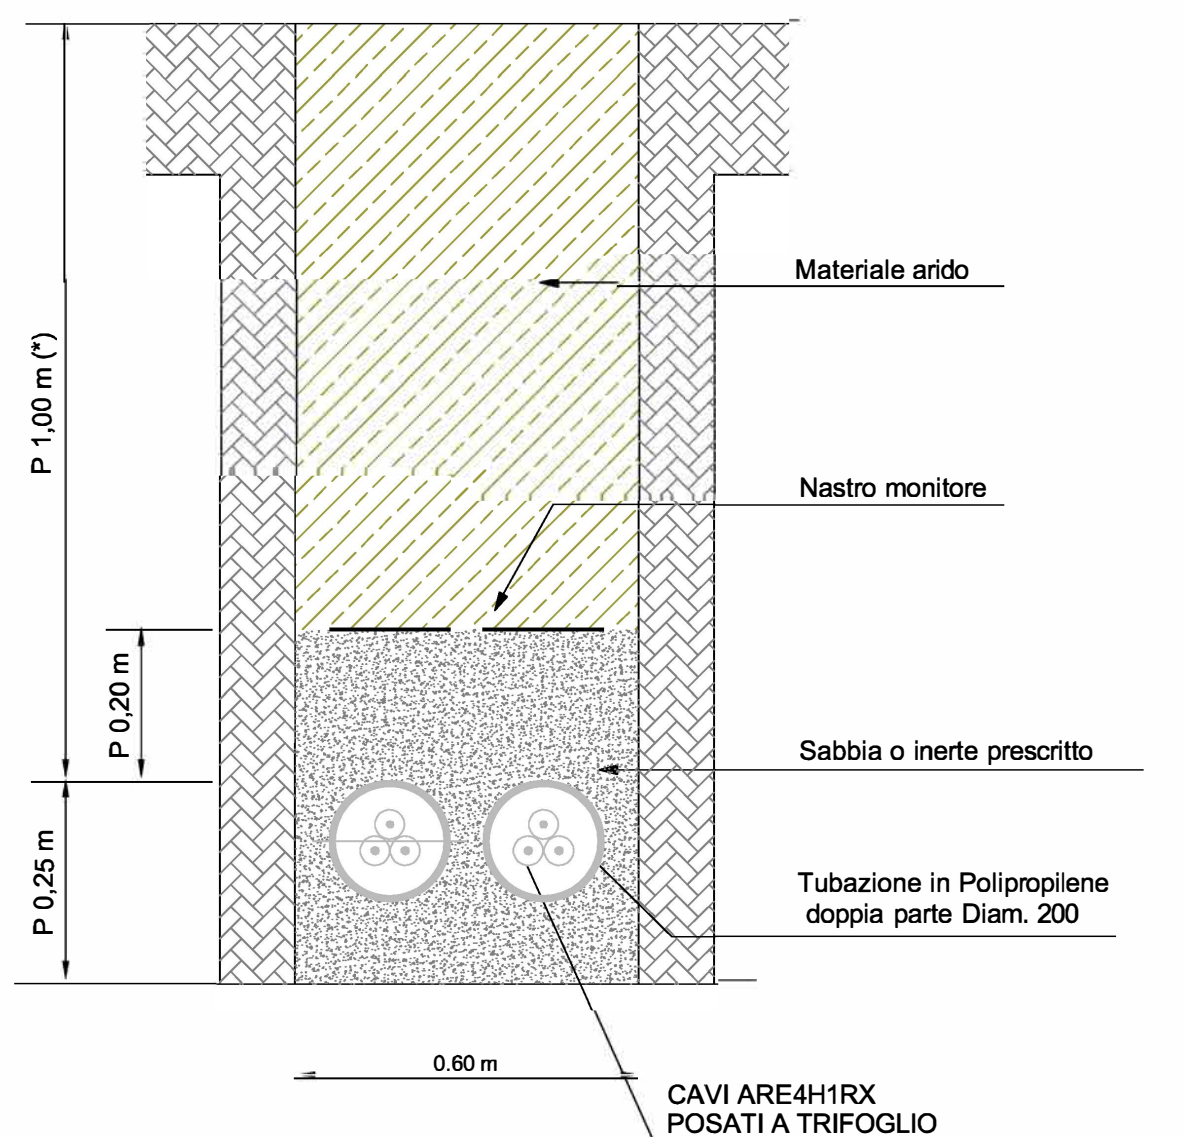 Materiale arido
P 1,00 m (*)
Nastro monitore
P 0,20 m
Sabbia o inerte prescritto
P 0,25 m
Tubazione in Polipropilene
doppia parte Diam. 200
0.60 m
CAVI ARE4H1RX
POSATI A TRIFOGLIO